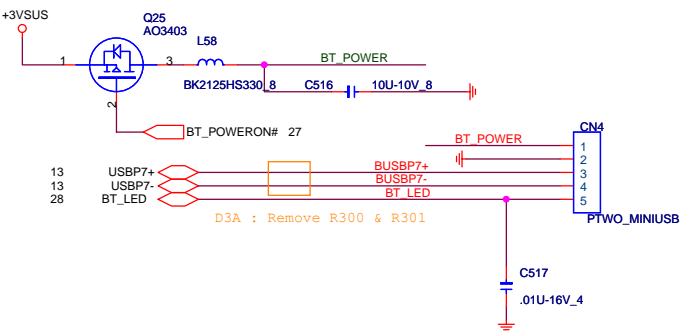 +3VSUS
Q25
AO3403
L58
1
3
BT_POWER
BK2125HS330_8
C516
10U-10V_8
2
BT_POWERON# 27
CN4
BT_POWER
1
2
13 USBP7+ BUSBP7+ 3
13 USBP7- BUSBP7- 4
28 BT_LED BT_LED 5
D3A : Remove R300 & R301
PTWO_MINIUSB
C517
.01U-16V_4